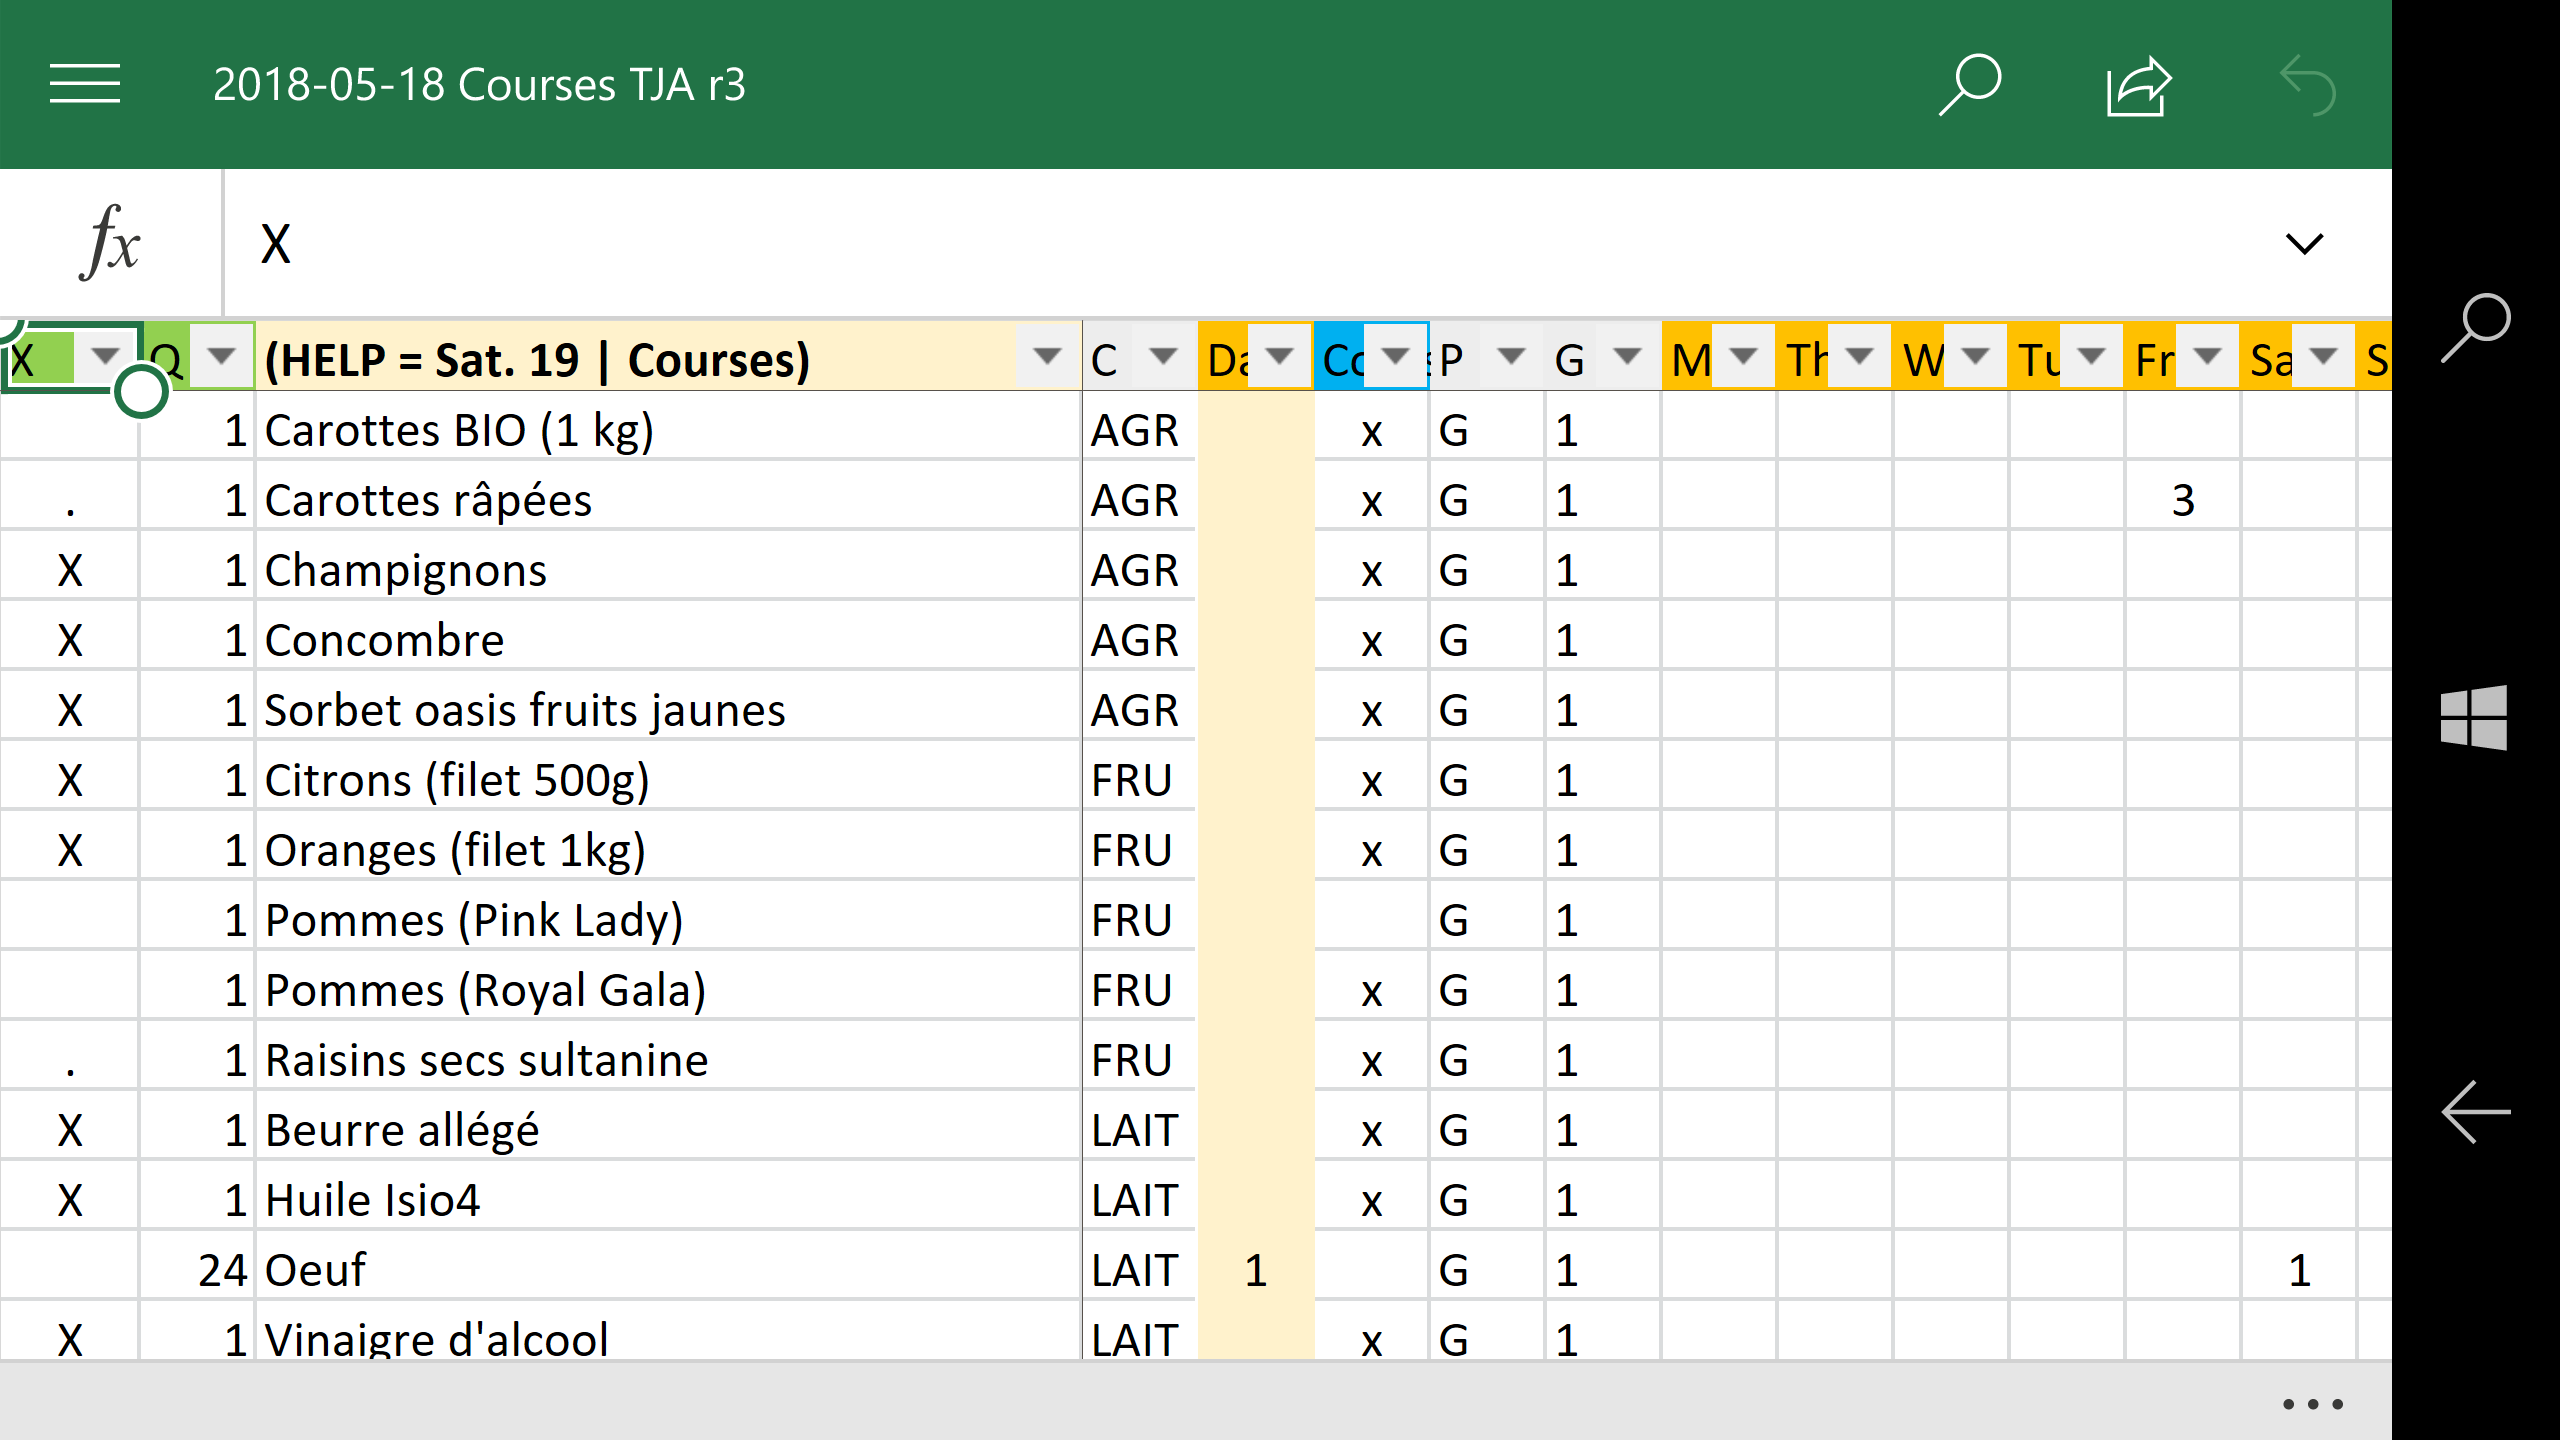 2018-05-18 Courses TJA r3
fx X
X Q (HELP = Sat. 19 | Courses) C P G M Th W Tu Fr Sa S
1 Carottes BIO (1 kg) AGR x G 1
. 1 Carottes râpées AGR x G 1 3
X 1 Champignons AGR x G 1
X 1 Concombre AGR x G 1
X 1 Sorbet oasis fruits jaunes AGR x G 1
X 1 Citrons (filet 500g) FRU x G 1
X 1 Oranges (filet 1kg) FRU x G 1
1 Pommes (Pink Lady) FRU G 1
1 Pommes (Royal Gala) FRU x G 1
. 1 Raisins secs sultanine FRU x G 1
X 1 Beurre allégé LAIT x G 1
X 1 Huile Isio4 LAIT x G 1
24 Oeuf LAIT 1 G 1 1
X 1 Vinaigre d'alcool LAIT x G 1